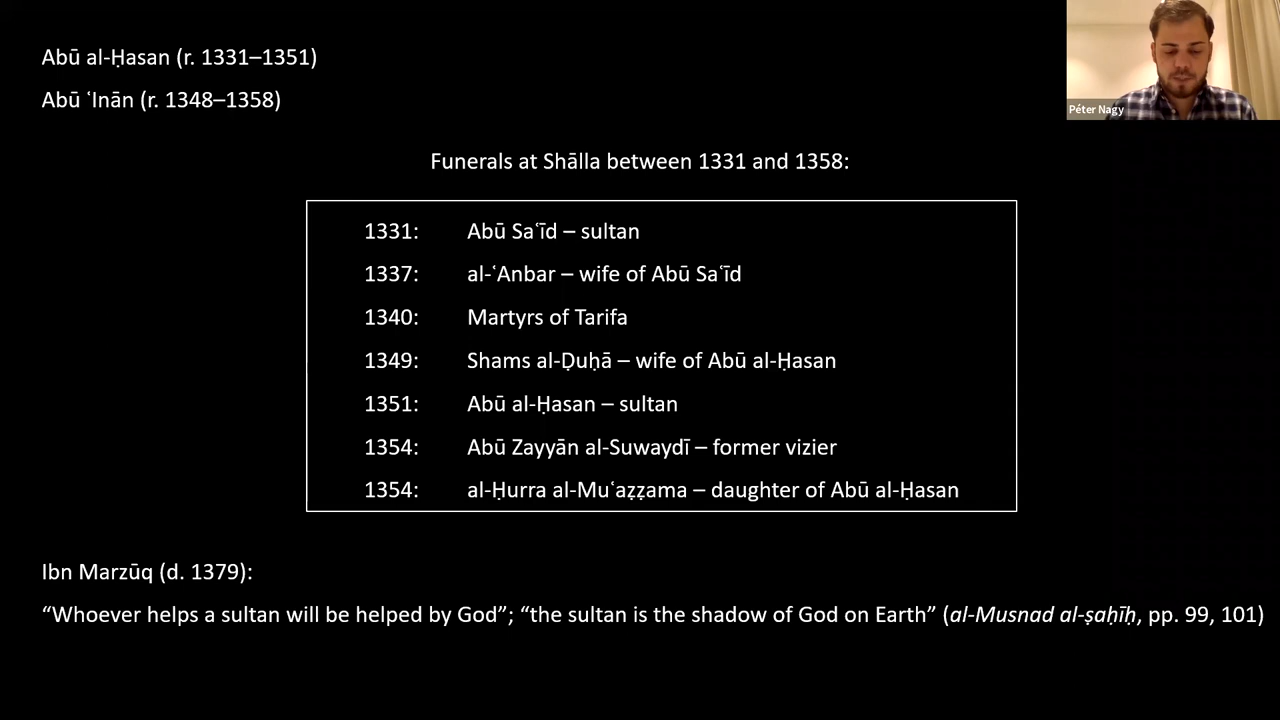 Abū al-Ḥasan (r. 1331–1351)
Abū ʿInān (r. 1348–1358)
Péter Nagy
Funerals at Shālla between 1331 and 1358:
1331: Abū Saʿīd – sultan
1337: al-ʿAnbar – wife of Abū Saʿīd
1340: Martyrs of Tarifa
1349: Shams al-Ḍuḥā – wife of Abū al-Ḥasan
1351: Abū al-Ḥasan – sultan
1354: Abū Zayyān al-Suwaydī – former vizier
1354: al-Ḥurra al-Muʿaẓẓama – daughter of Abū al-Ḥasan
Ibn Marzūq (d. 1379):
“Whoever helps a sultan will be helped by God”; “the sultan is the shadow of God on Earth” (al-Musnad al-ṣaḥīḥ, pp. 99, 101)